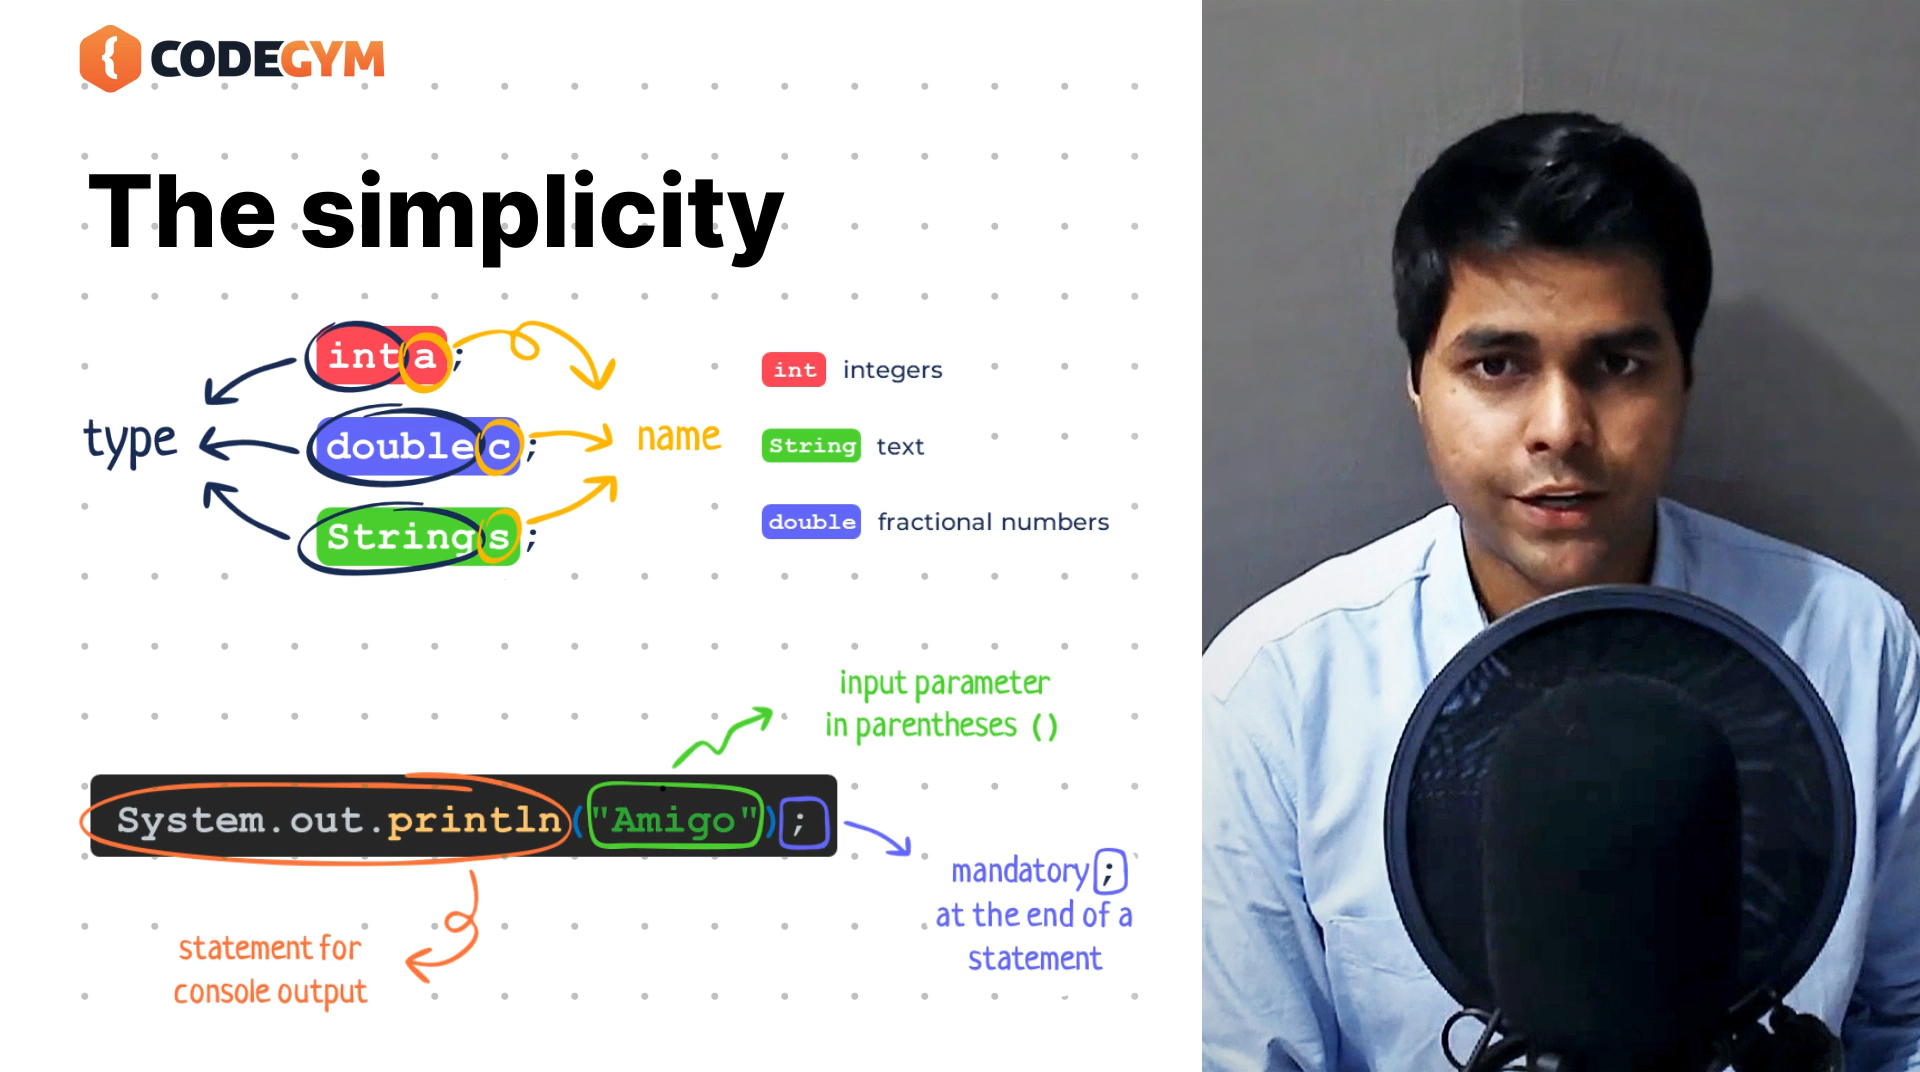 { CODEGYM
The simplicity
int a;
double c;
String s;
type
name
int integers
String text
double fractional numbers
input parameter
in parentheses ()
System.out.println("Amigo");
mandatory ;
at the end of a
statement
statement for
console output